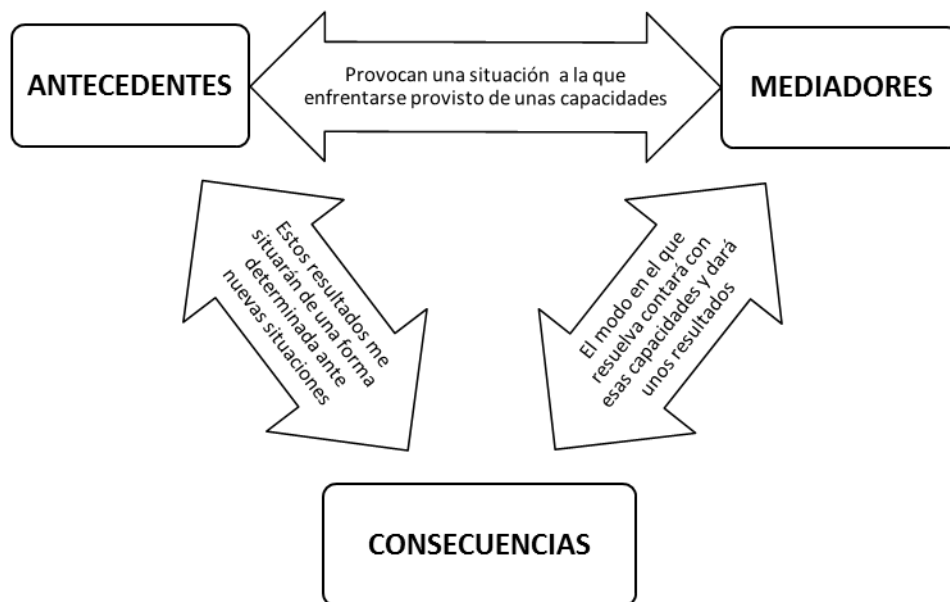 ANTECEDENTES
Provocan una situación a la que
enfrentarse provisto de unas capacidades
MEDIADORES
Estos resultados me
situarán de una forma
determinada ante
nuevas situaciones
El modo en el que
resuelva contará con
esas capacidades y dará
unos resultados
CONSECUENCIAS